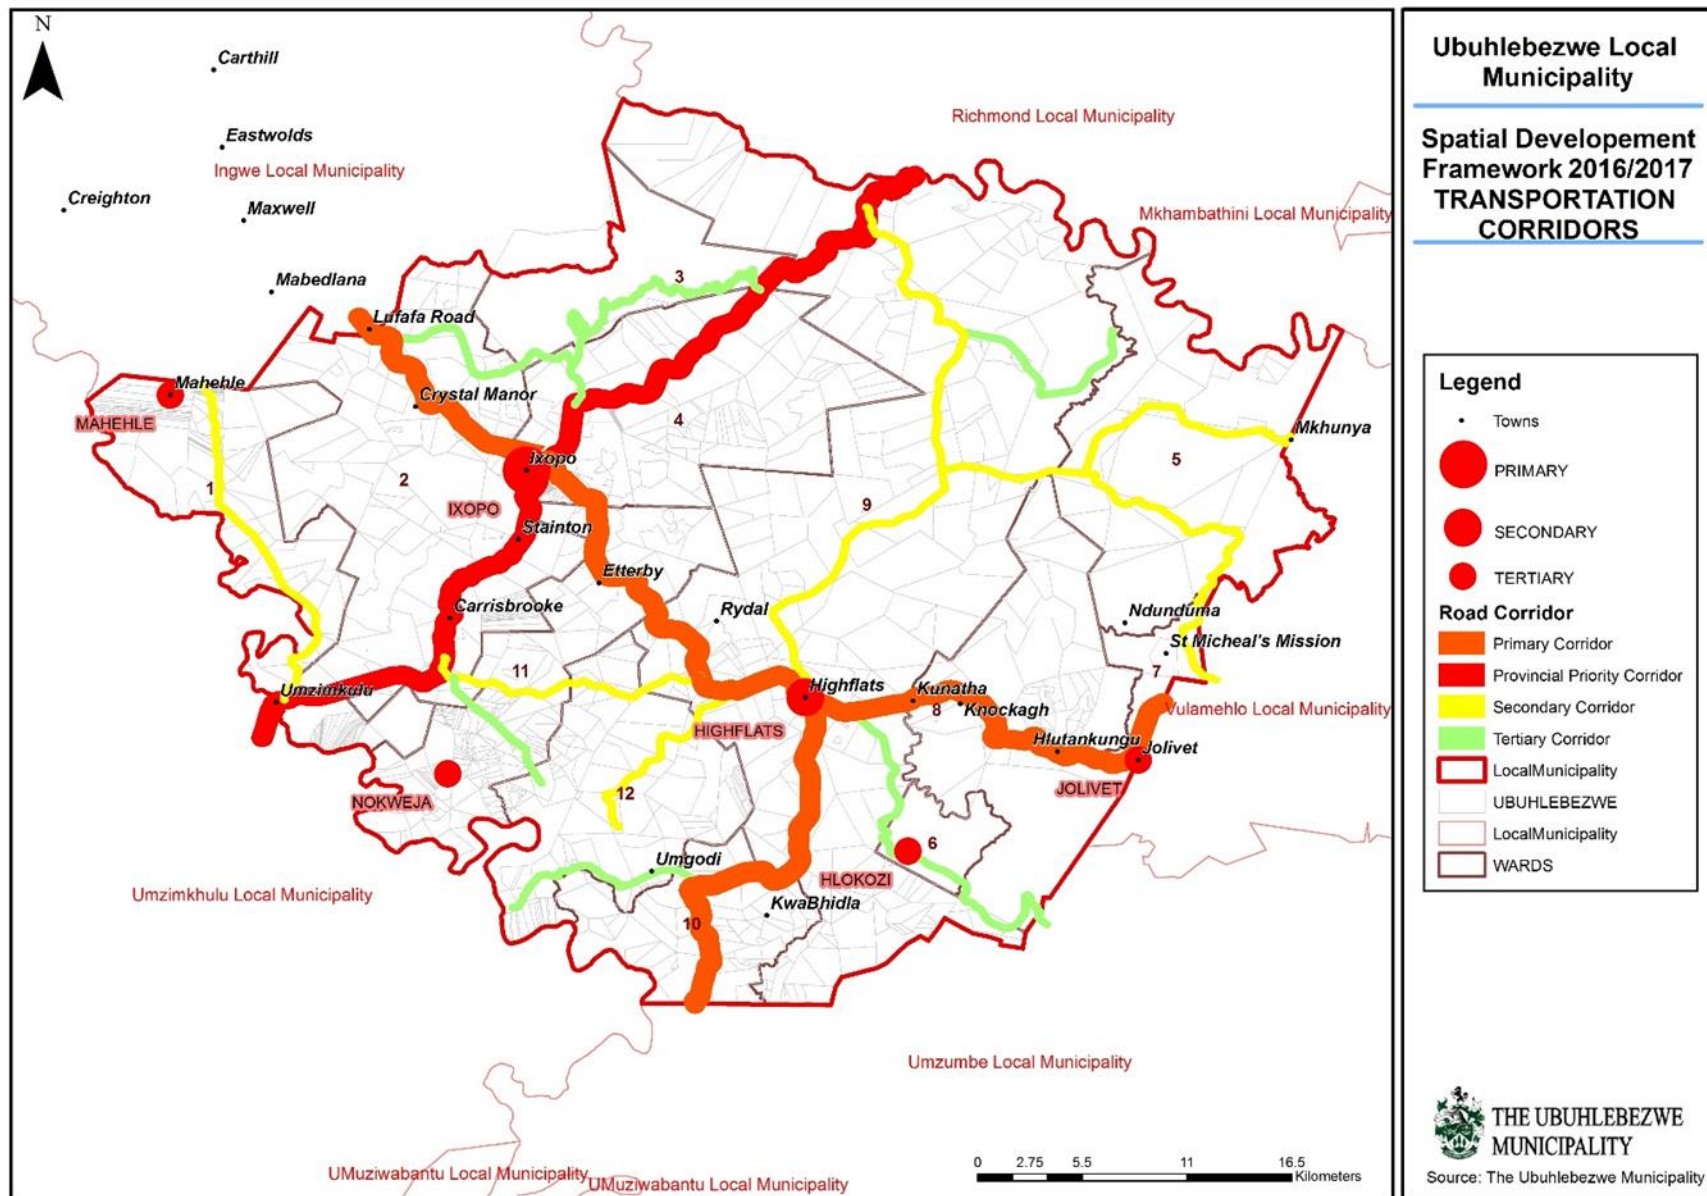 N
Carthill
Eastwolds
Ingwe Local Municipality
Creighton
Maxwell
Mabedlana
Richmond Local Municipality
Mkhambathini Local Municipality
3
Lufafa Road
Mahehle
MAHEHLE
Crystal Manor
4
Mkhunya
5
Ixopo
2
1
IXOPO
9
Stainton
Etterby
Carrisbrooke
Rydal
Ndunduma
St Micheal's Mission
7
11
Umzimkulu
Highflats
Kunatha
8
Knockagh
Vulamehlo Local Municipality
HIGHFLATS
Hlutankungu
Jolivet
JOLIVET
NOKWEJA
12
6
Umgodi
HLOKOZI
KwaBhidla
10
Umzimkhulu Local Municipality
Umzumbe Local Municipality
UMuziwabantu Local Municipality
UMuziwabantu Local Municipality
0 2.75 5.5 11 16.5
Kilometers
Ubuhlebezwe Local
Municipality
Spatial Developement
Framework 2016/2017
TRANSPORTATION
CORRIDORS
Legend
Towns
PRIMARY
SECONDARY
TERTIARY
Road Corridor
Primary Corridor
Provincial Priority Corridor
Secondary Corridor
Tertiary Corridor
LocalMunicipality
UBUHLEBEZWE
LocalMunicipality
WARDS
THE UBUHLEBEZWE
MUNICIPALITY
Source: The Ubuhlebezwe Municipality